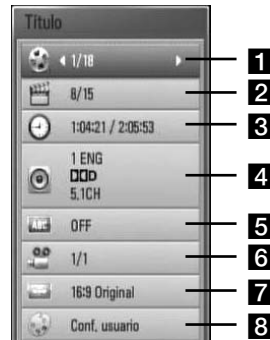 Título
1/18
1
8/15
2
1:04:21 / 2:05:53
3
1 ENG
D
5.1CH
4
OFF
5
1/1
6
16:9 Original
7
Conf. usuario
8